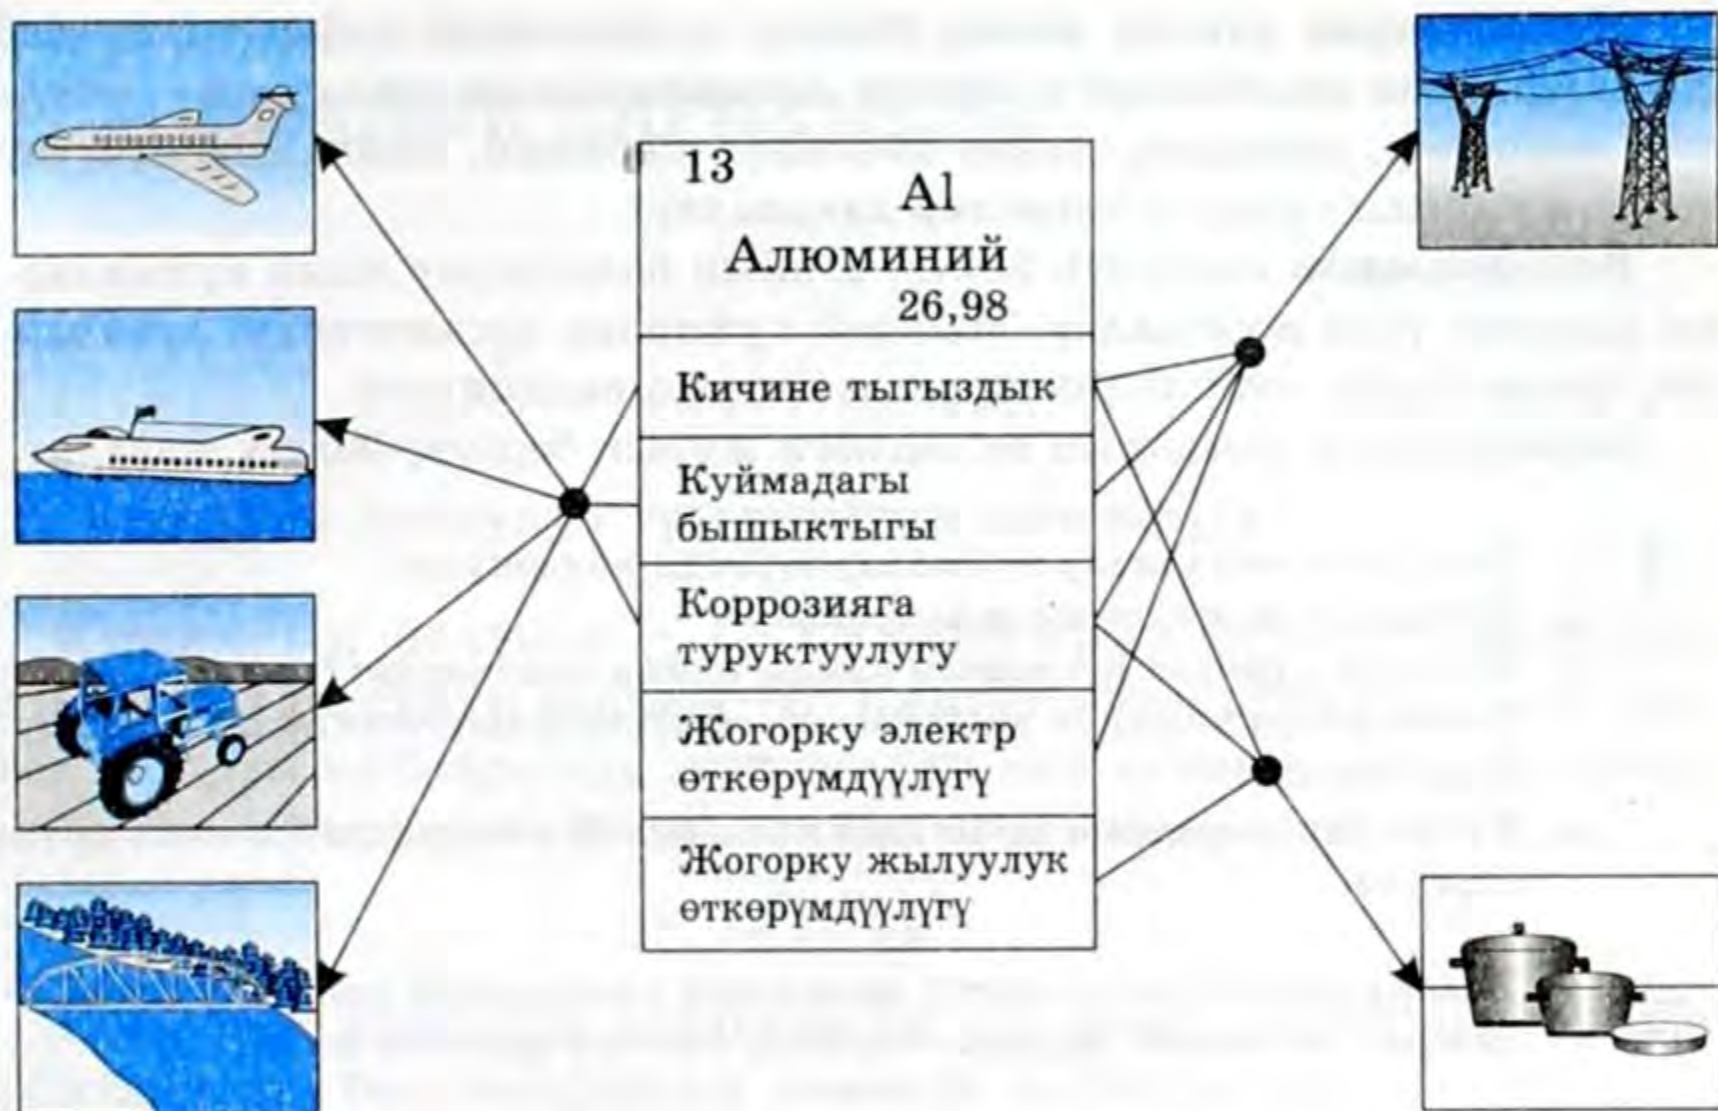 13
Al
Алюминий
26,98
Кичине тыгыздык
Куймадагы
бышыктыгы
Коррозияга
туруктуулугу
Жогорку электр
өткөрүмдүүлүгү
Жогорку жылуулук
өткөрүмдүүлүгү